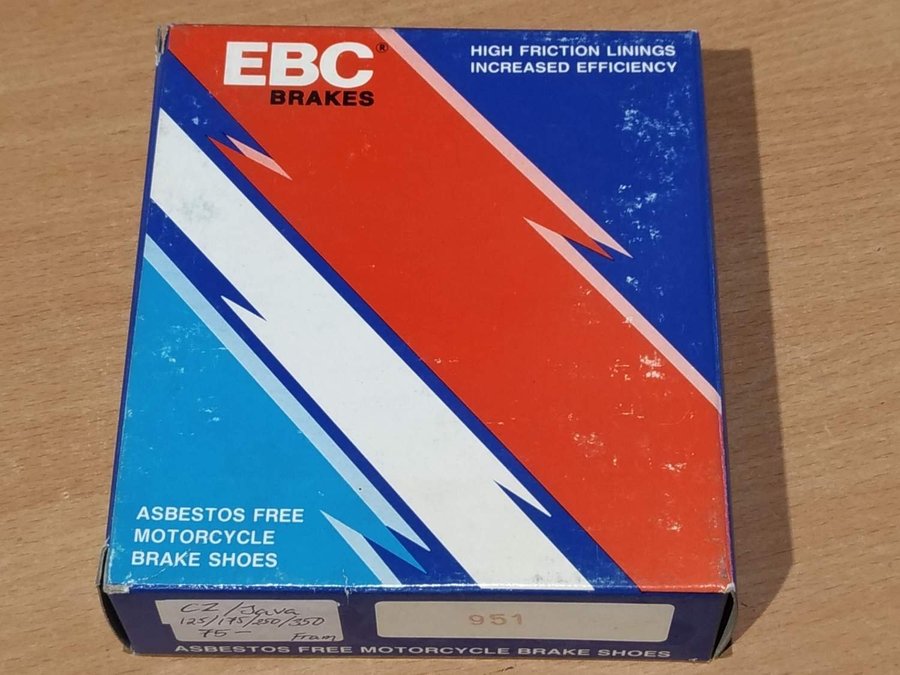 EBC®
BRAKES
HIGH FRICTION LININGS
INCREASED EFFICIENCY
ASBESTOS FREE
MOTORCYCLE
BRAKE SHOES
CZ/Java
125/175/250/350
75-
Fram
951
ASBESTOS FREE MOTORCYCLE BRAKE SHOES